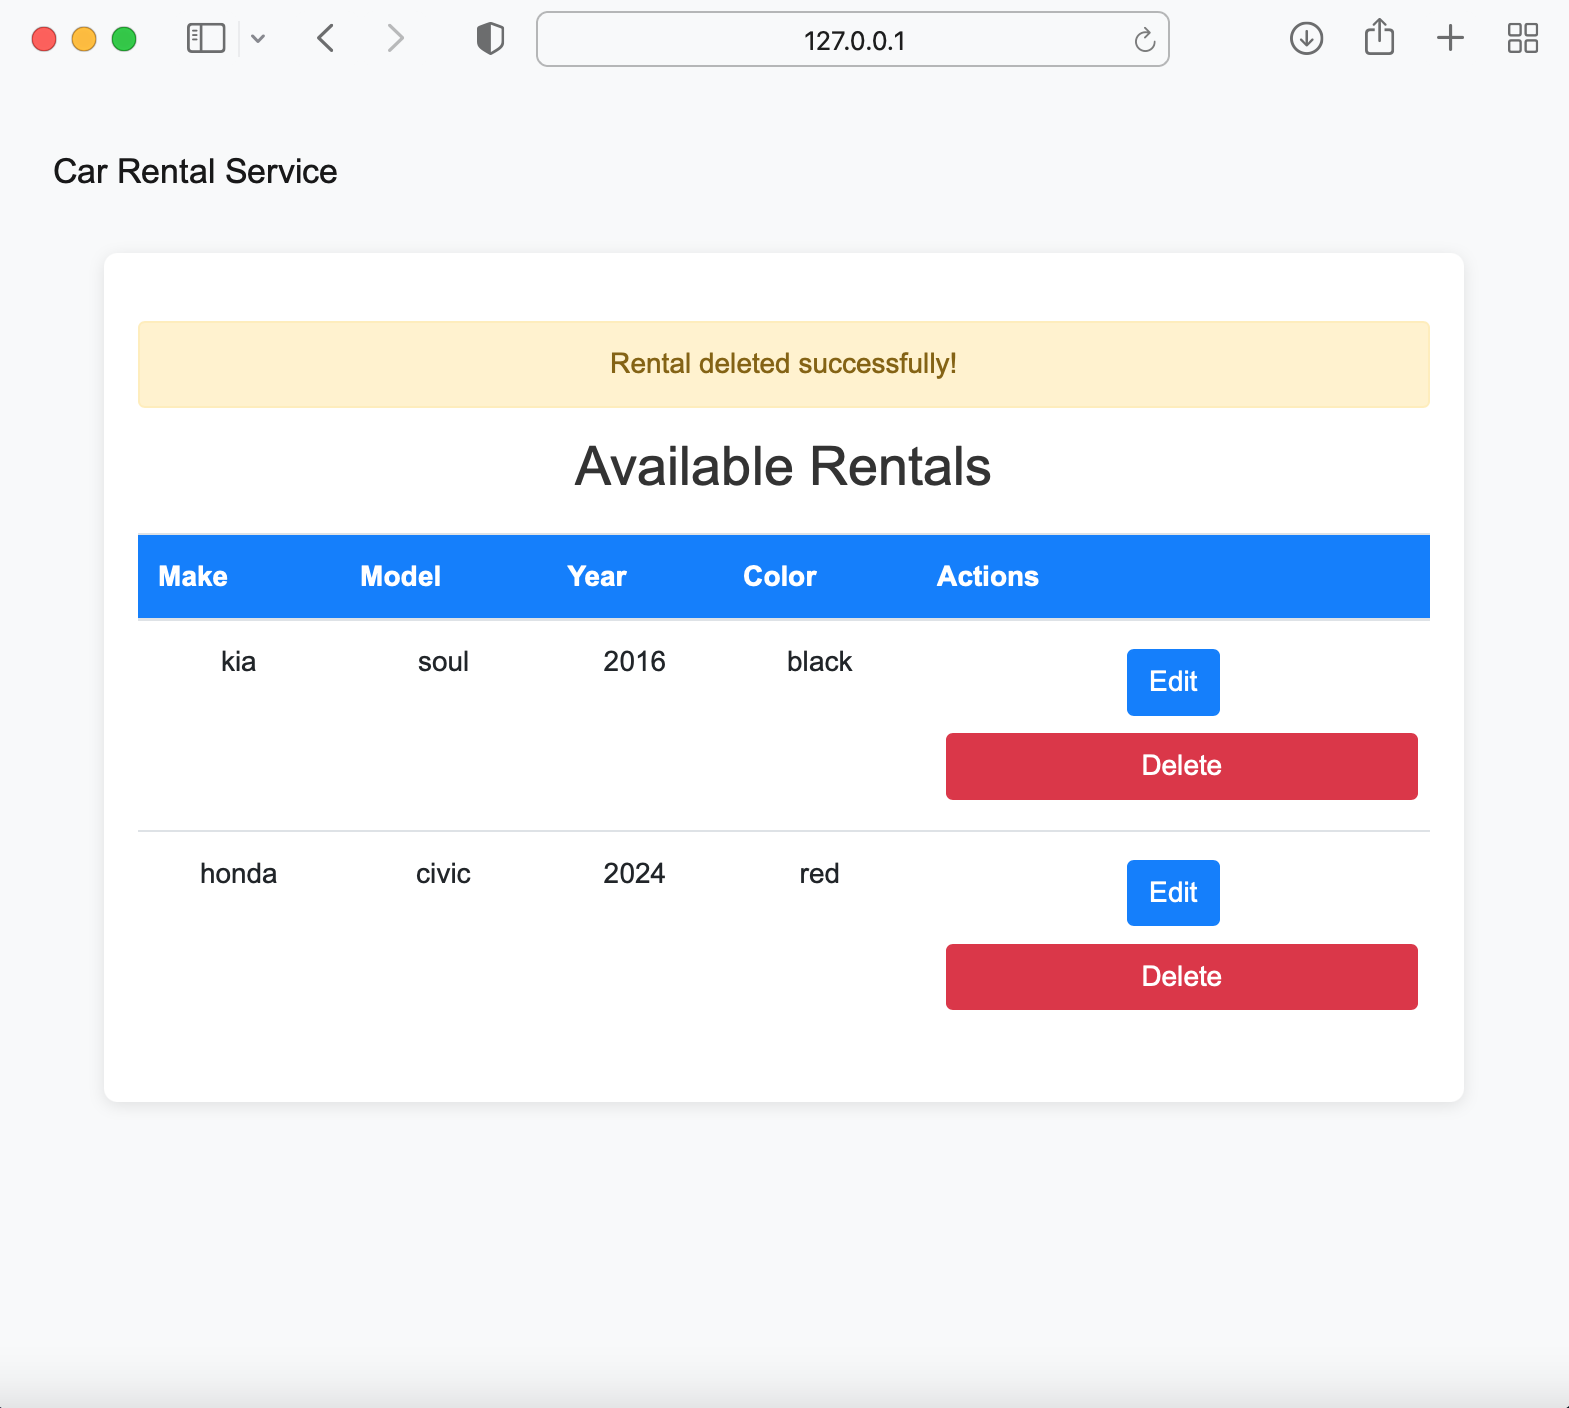 127.0.0.1
Car Rental Service
Rental deleted successfully!
Available Rentals
Make Model Year Color Actions
kia soul 2016 black Edit
Delete
honda civic 2024 red Edit
Delete